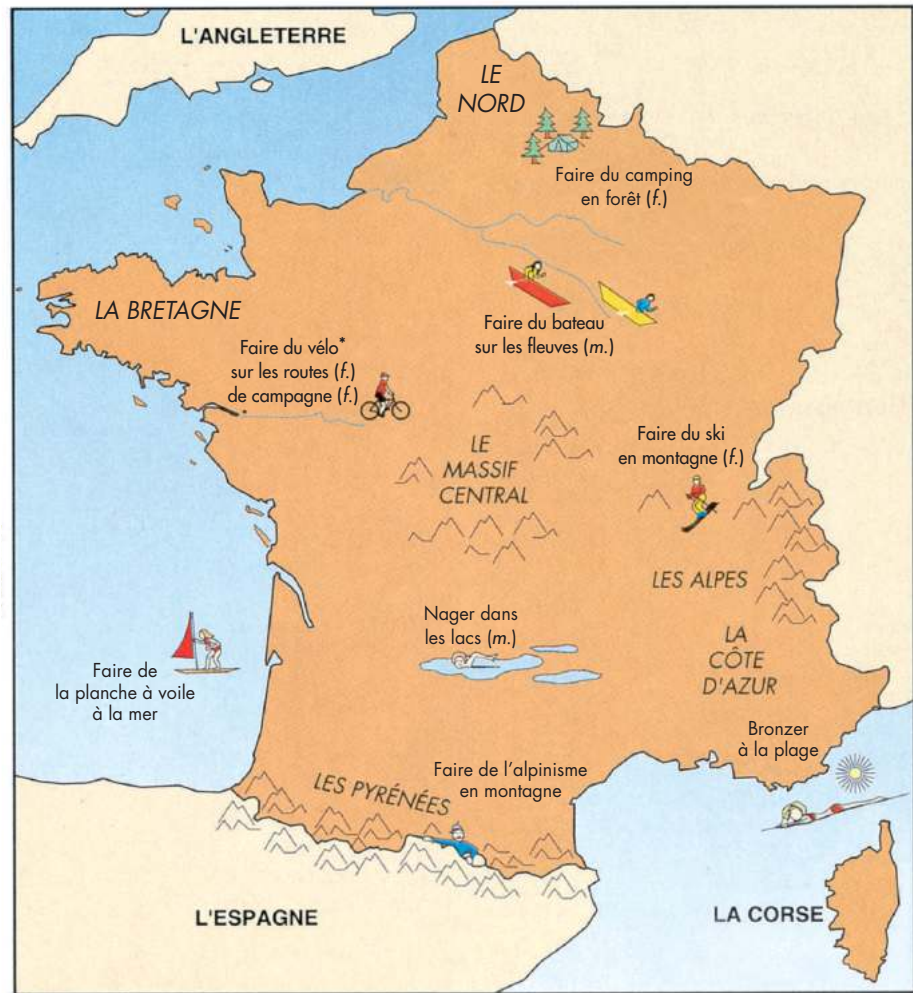 L'ANGLETERRE
LE
NORD
Faire du camping
en forêt (f.)
LA BRETAGNE
Faire du vélo*
sur les routes (f.)
de campagne (f.)
Faire du bateau
sur les fleuves (m.)
LE
MASSIF
CENTRAL
Faire du ski
en montagne (f.)
LES ALPES
LA
CÔTE
D'AZUR
Nager dans
les lacs (m.)
Faire de
la planche à voile
à la mer
Bronzer
à la plage
LES PYRÉNÉES
Faire de l'alpinisme
en montagne
L'ESPAGNE
LA CORSE